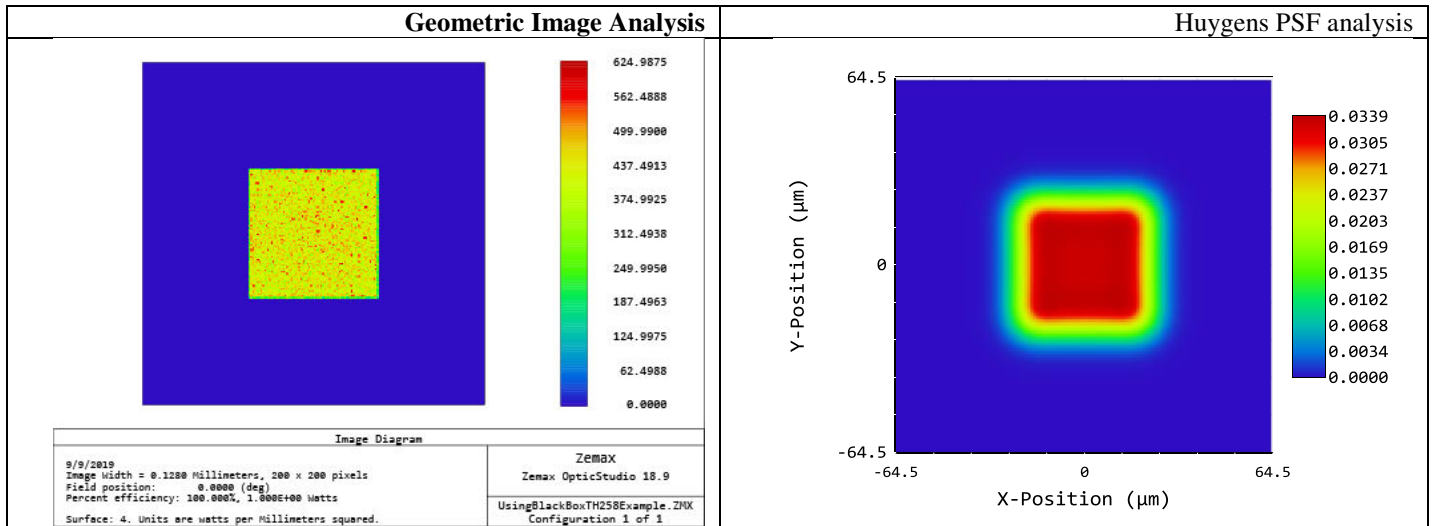 Geometric Image Analysis
624.9875
562.4888
499.9900
437.4913
374.9925
312.4938
249.9950
187.4963
124.9975
62.4988
0.0000
Image Diagram
9/9/2019
Image Width = 0.1280 Millimeters, 200 x 200 pixels
Field position: 0.0000 (deg)
Percent efficiency: 100.000%, 1.000E+00 Watts
Surface: 4. Units are watts per Millimeters squared.
Zemax
Zemax OpticStudio 18.9
UsingBlackBoxTH258Example.ZMX
Configuration 1 of 1
Huygens PSF analysis
64.5
0
-64.5
Y-Position (µm)
-64.5 0 64.5
X-Position (µm)
0.0339
0.0305
0.0271
0.0237
0.0203
0.0169
0.0135
0.0102
0.0068
0.0034
0.0000